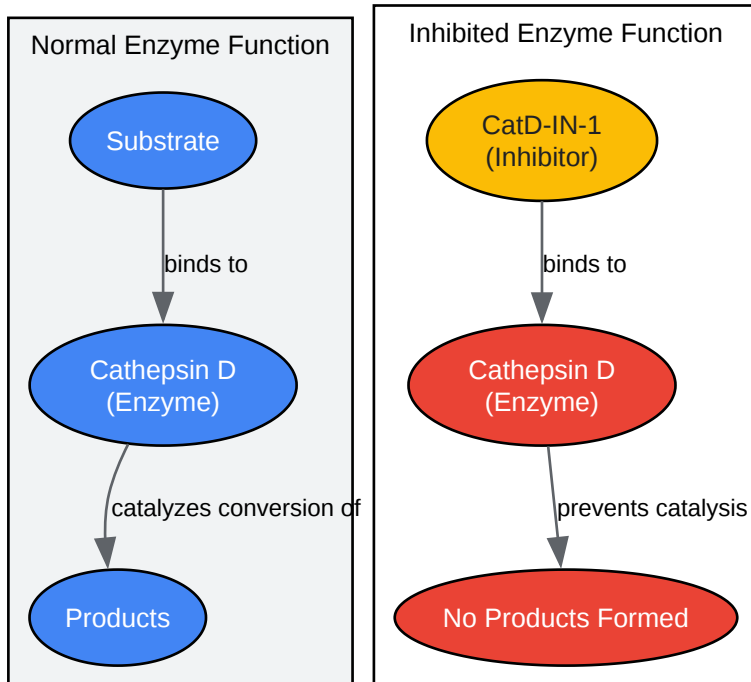 Normal Enzyme Function
Substrate
binds to
Cathepsin D
(Enzyme)
catalyzes conversion of
Products
Inhibited Enzyme Function
CatD-IN-1
(Inhibitor)
binds to
Cathepsin D
(Enzyme)
prevents catalysis
No Products Formed